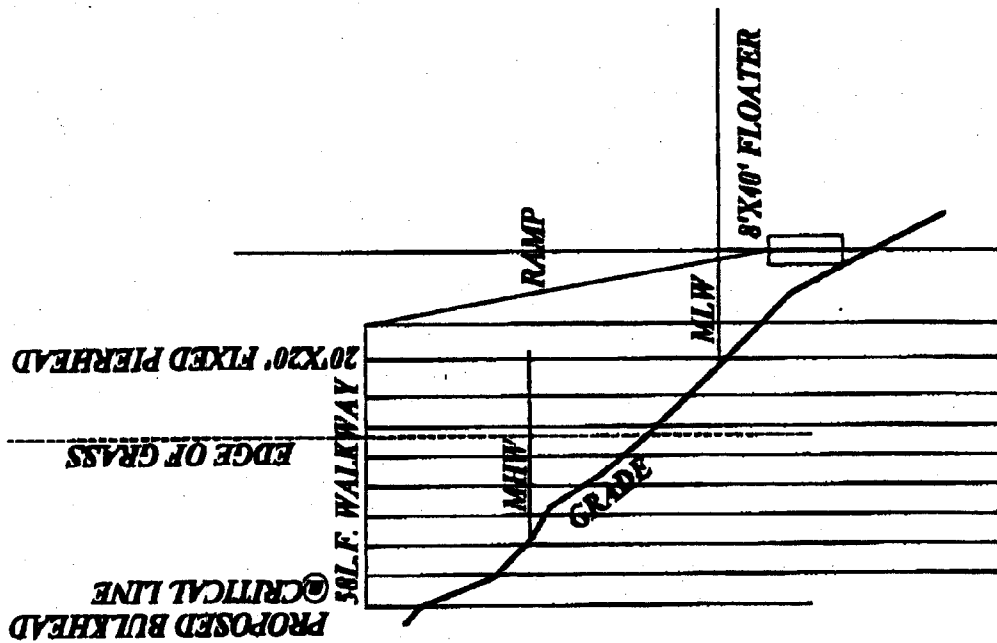 PROPOSED BULKHEAD
@CRITICAL LINE
58L.F. WALKWAY
EDGE OF GRASS
20'X20' FIXED PIERHEAD
MHW
GRADE
RAMP
MLW
8'X40' FLOATER